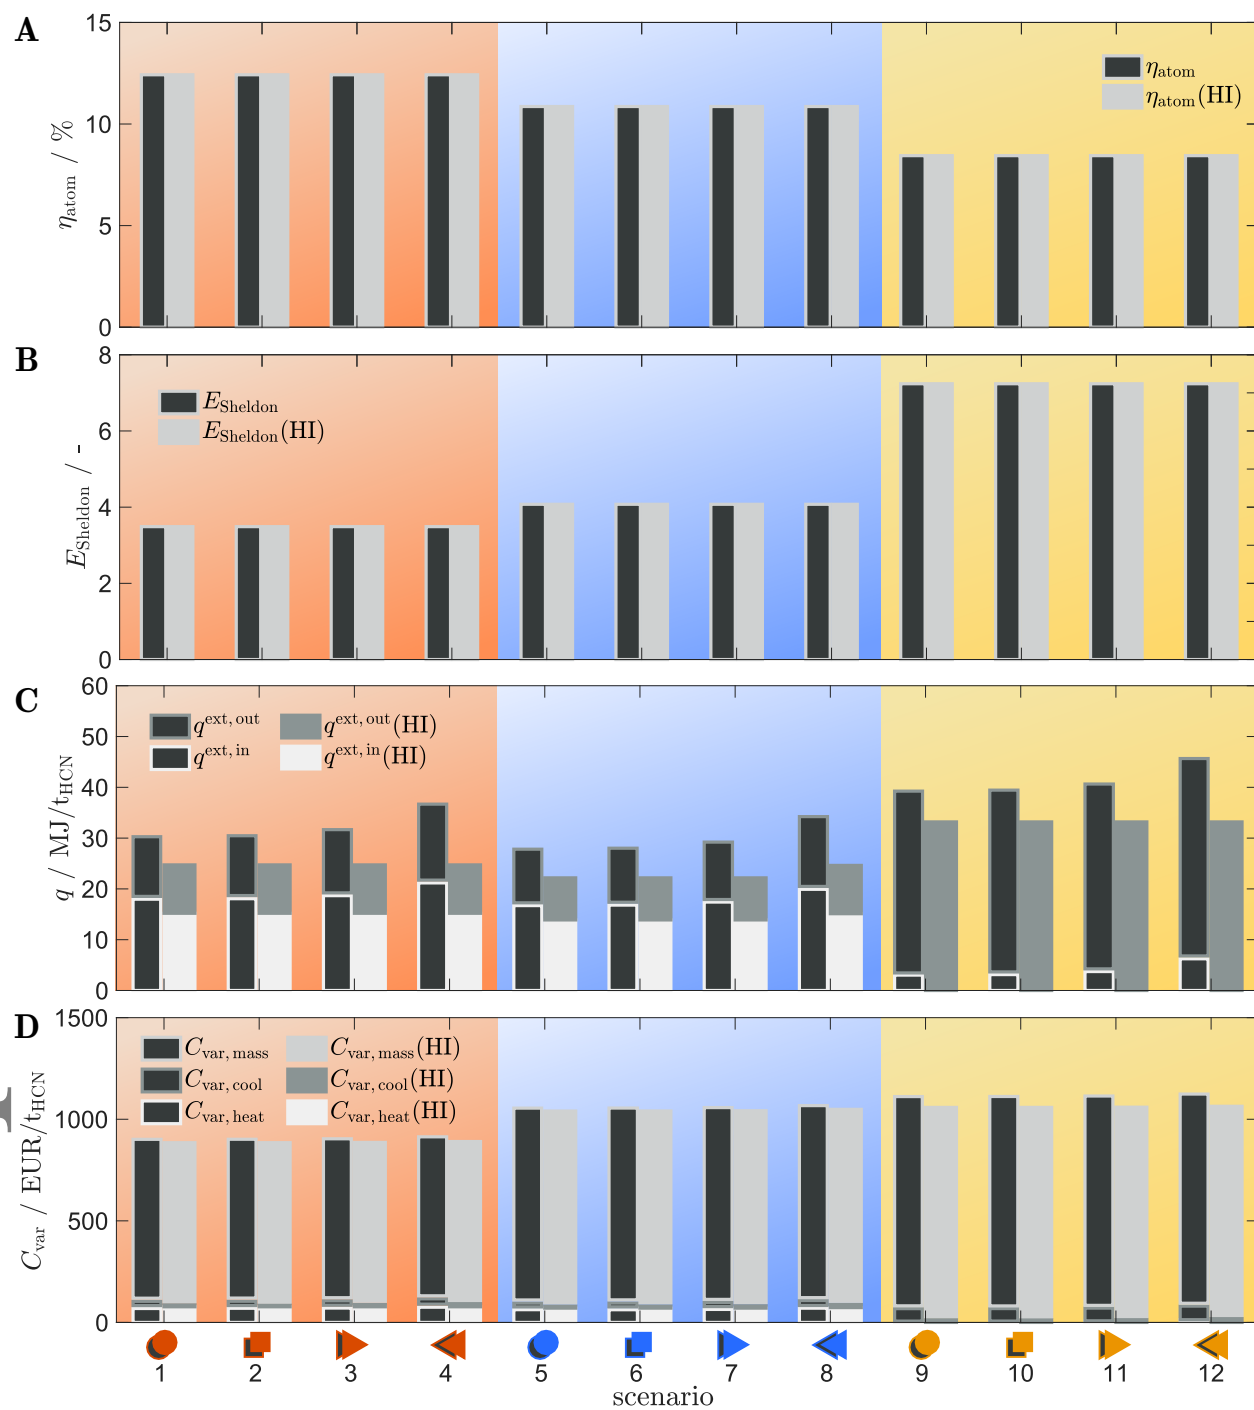 A
15
10
5
0
η_atom / %
η_atom
η_atom(HI)
B
8
6
4
2
0
E_Sheldon / -
E_Sheldon
E_Sheldon(HI)
C
60
50
40
30
20
10
0
q / MJ/t_HCN
q^ext, out q^ext, out(HI)
q^ext, in q^ext, in(HI)
D
1500
1000
500
0
C_var / EUR/t_HCN
C_var, mass C_var, mass(HI)
C_var, cool C_var, cool(HI)
C_var, heat C_var, heat(HI)
1 2 3 4 5 6 7 8 9 10 11 12
scenario